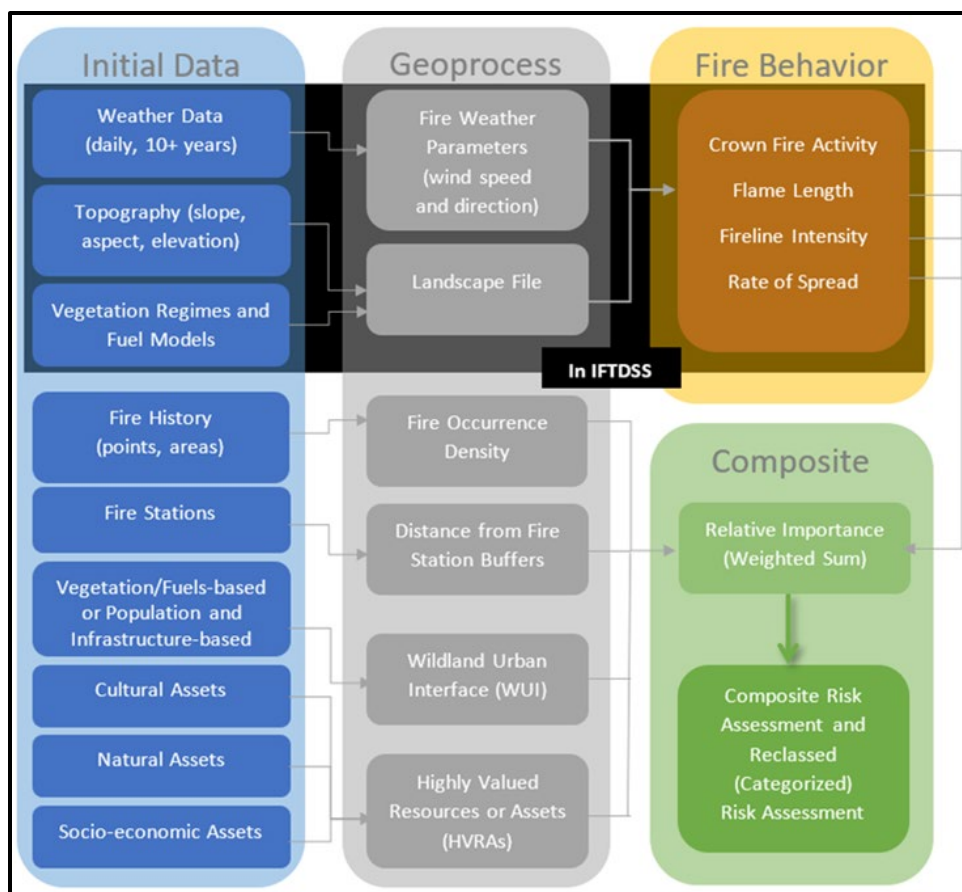 Initial Data
Weather Data
(daily, 10+ years)
Topography (slope,
aspect, elevation)
Vegetation Regimes and
Fuel Models
Fire History
(points, areas)
Fire Stations
Vegetation/Fuels-based
or Population and
Infrastructure-based
Cultural Assets
Natural Assets
Socio-economic Assets
Geoprocess
Fire Weather
Parameters
(wind speed
and direction)
Landscape File
In IFTDSS
Fire Occurrence
Density
Distance from Fire
Station Buffers
Wildland Urban
Interface (WUI)
Highly Valued
Resources or Assets
(HVRAs)
Fire Behavior
Crown Fire Activity
Flame Length
Fireline Intensity
Rate of Spread
Composite
Relative Importance
(Weighted Sum)
Composite Risk
Assessment and
Reclassed
(Categorized)
Risk Assessment